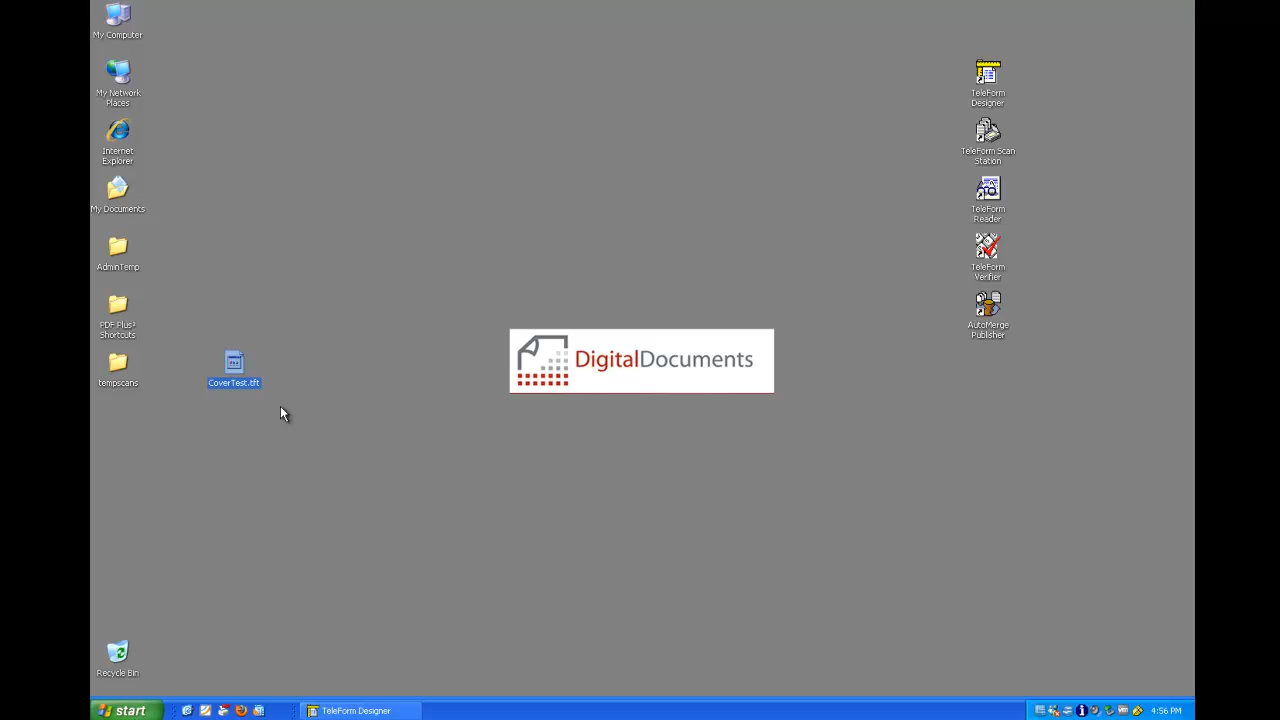 My Computer
My Network
Places
Internet
Explorer
My Documents
AdminTemp
PDF Plus³
Shortcuts
tempscans
CoverTest.tft
Recycle Bin
DigitalDocuments
TeleForm
Designer
TeleForm Scan
Station
TeleForm
Reader
TeleForm
Verifier
AutoMerge
Publisher
start
TeleForm Designer
4:56 PM